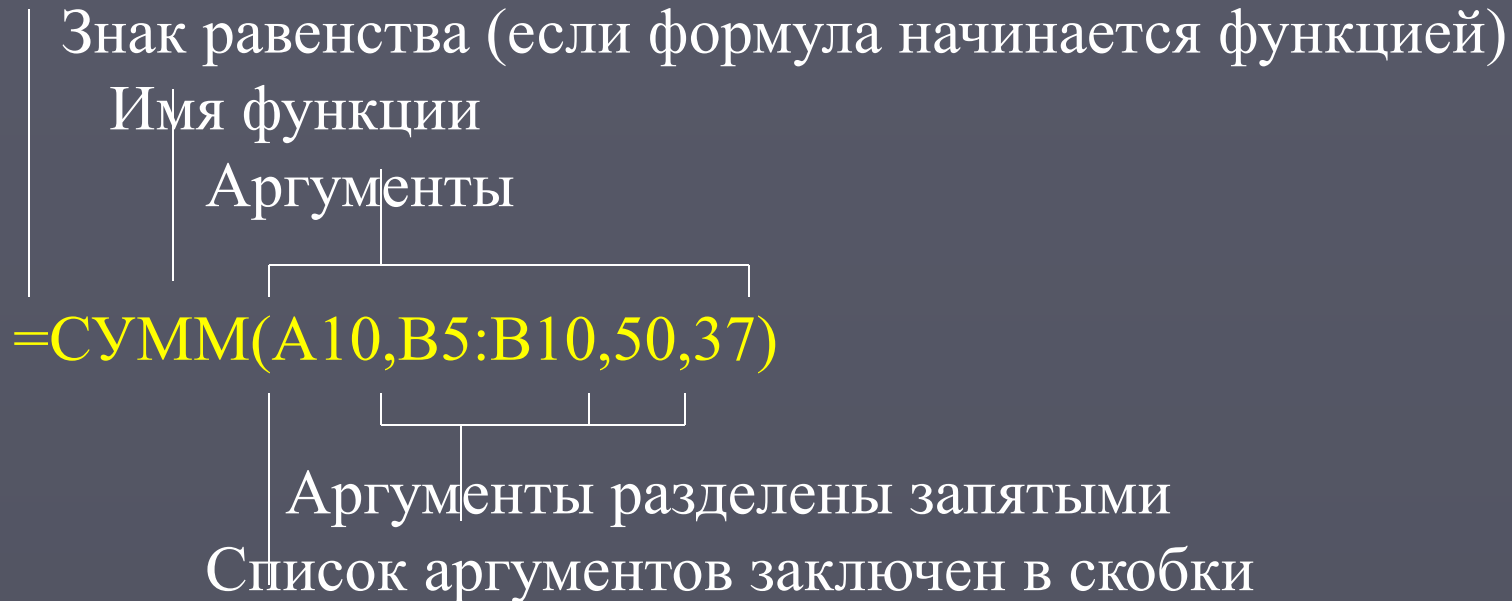 Знак равенства (если формула начинается функцией)
Имя функции
Аргументы
=СУММ(A10,B5:B10,50,37)
Аргументы разделены запятыми
Список аргументов заключен в скобки